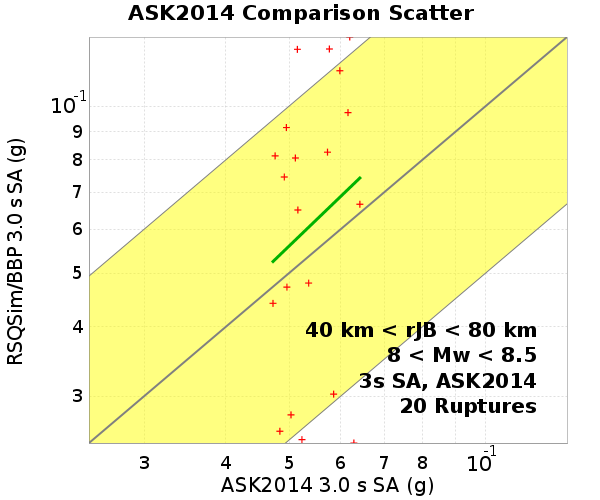 ASK2014 Comparison Scatter
RSQSim/BBP 3.0 s SA (g)
10-1
9
8
7
6
5
4
3
40 km < rJB < 80 km
8 < Mw < 8.5
3s SA, ASK2014
20 Ruptures
3 4 5 6 7 8 10-1
ASK2014 3.0 s SA (g)